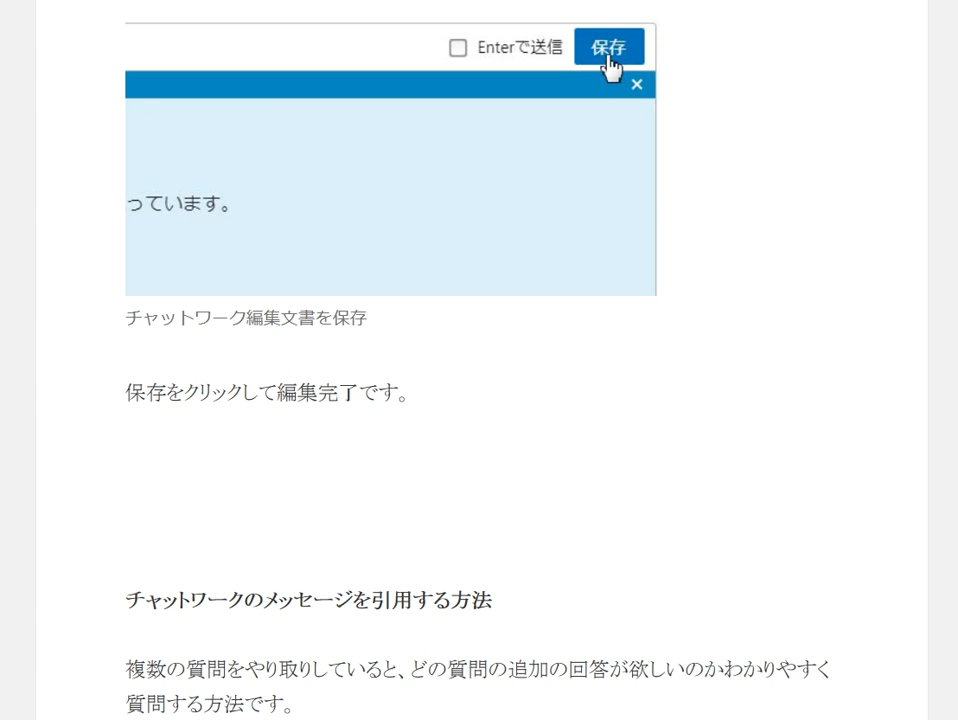 Enterで送信 保存
×
っています。
チャットワーク編集文書を保存
保存をクリックして編集完了です。
チャットワークのメッセージを引用する方法
複数の質問をやり取りしていると、どの質問の追加の回答が欲しいのかわかりやすく
質問する方法です。